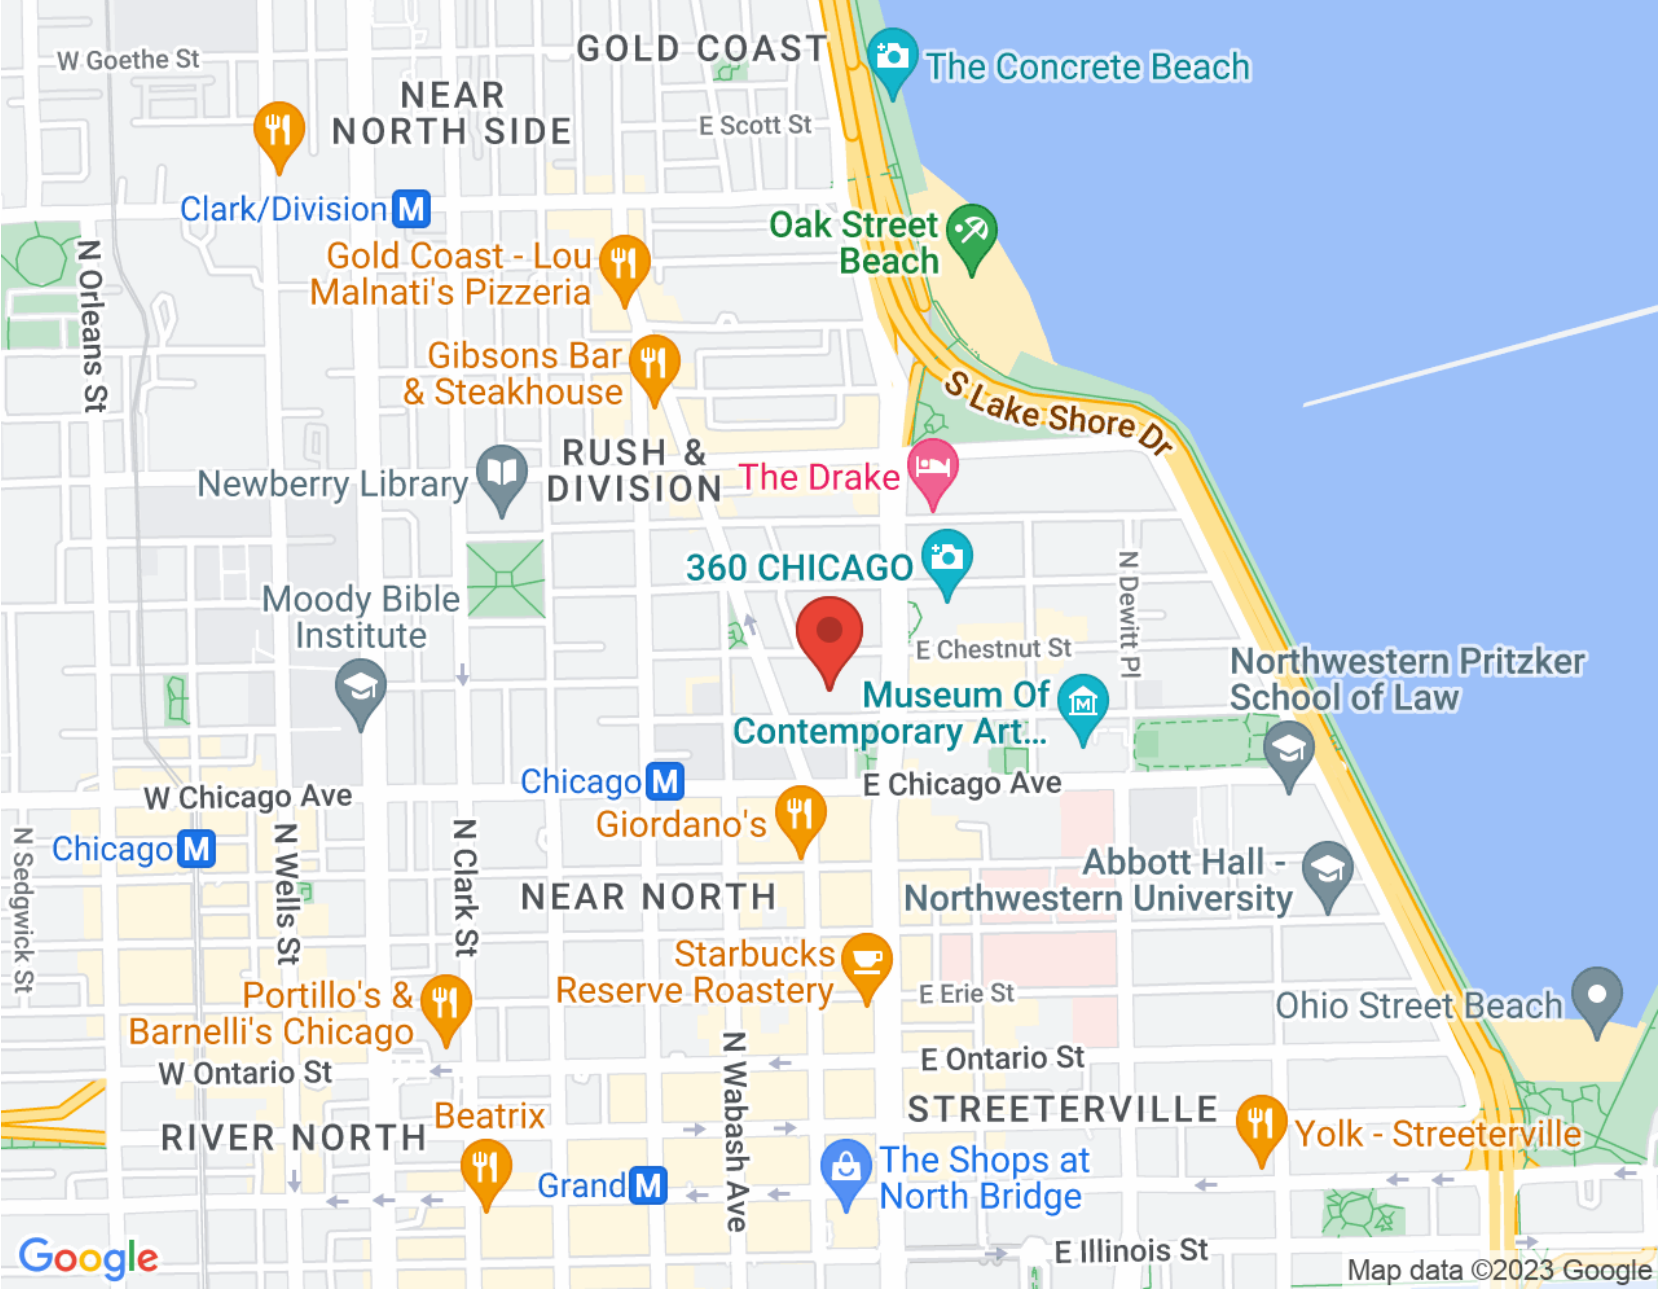 GOLD COAST
W Goethe St
The Concrete Beach
NEAR
NORTH SIDE
E Scott St
Clark/Division M
Oak Street
Beach
N Orleans St
Gold Coast - Lou
Malnati's Pizzeria
Gibsons Bar
& Steakhouse
S Lake Shore Dr
RUSH &
DIVISION
Newberry Library
The Drake
360 CHICAGO
N Dewitt Pl
Moody Bible
Institute
E Chestnut St
Northwestern Pritzker
School of Law
Museum Of
Contemporary Art...
M
Chicago M
E Chicago Ave
W Chicago Ave
Giordano's
Chicago M
N Sedgwick St
N Wells St
N Clark St
Abbott Hall -
Northwestern University
NEAR NORTH
Starbucks
Reserve Roastery
E Erie St
Portillo's &
Barnelli's Chicago
Ohio Street Beach
W Ontario St
E Ontario St
N Wabash Ave
Beatrix
STREETERVILLE
RIVER NORTH
Yolk - Streeterville
The Shops at
North Bridge
Grand M
E Illinois St
Google
Map data ©2023 Google